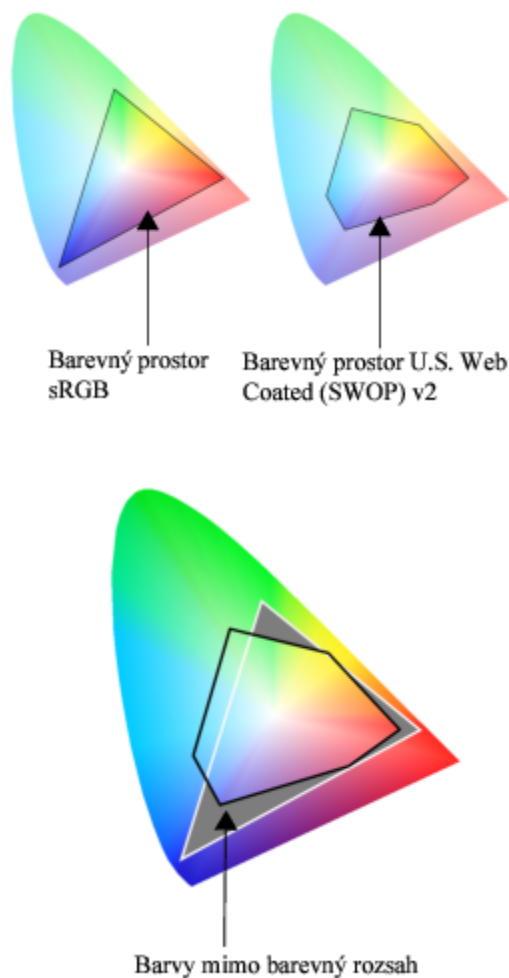 Barevný prostor
sRGB
Barevný prostor U.S. Web
Coated (SWOP) v2
Barvy mimo barevný rozsah